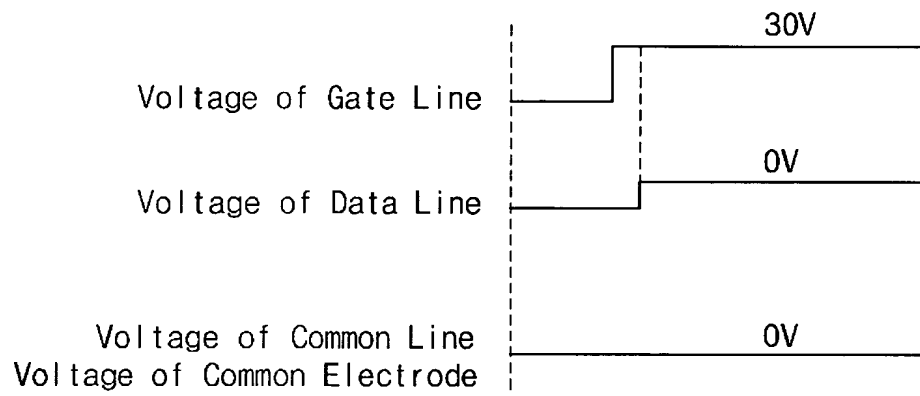 30V
Voltage of Gate Line
0V
Voltage of Data Line
Voltage of Common Line
0V
Voltage of Common Electrode